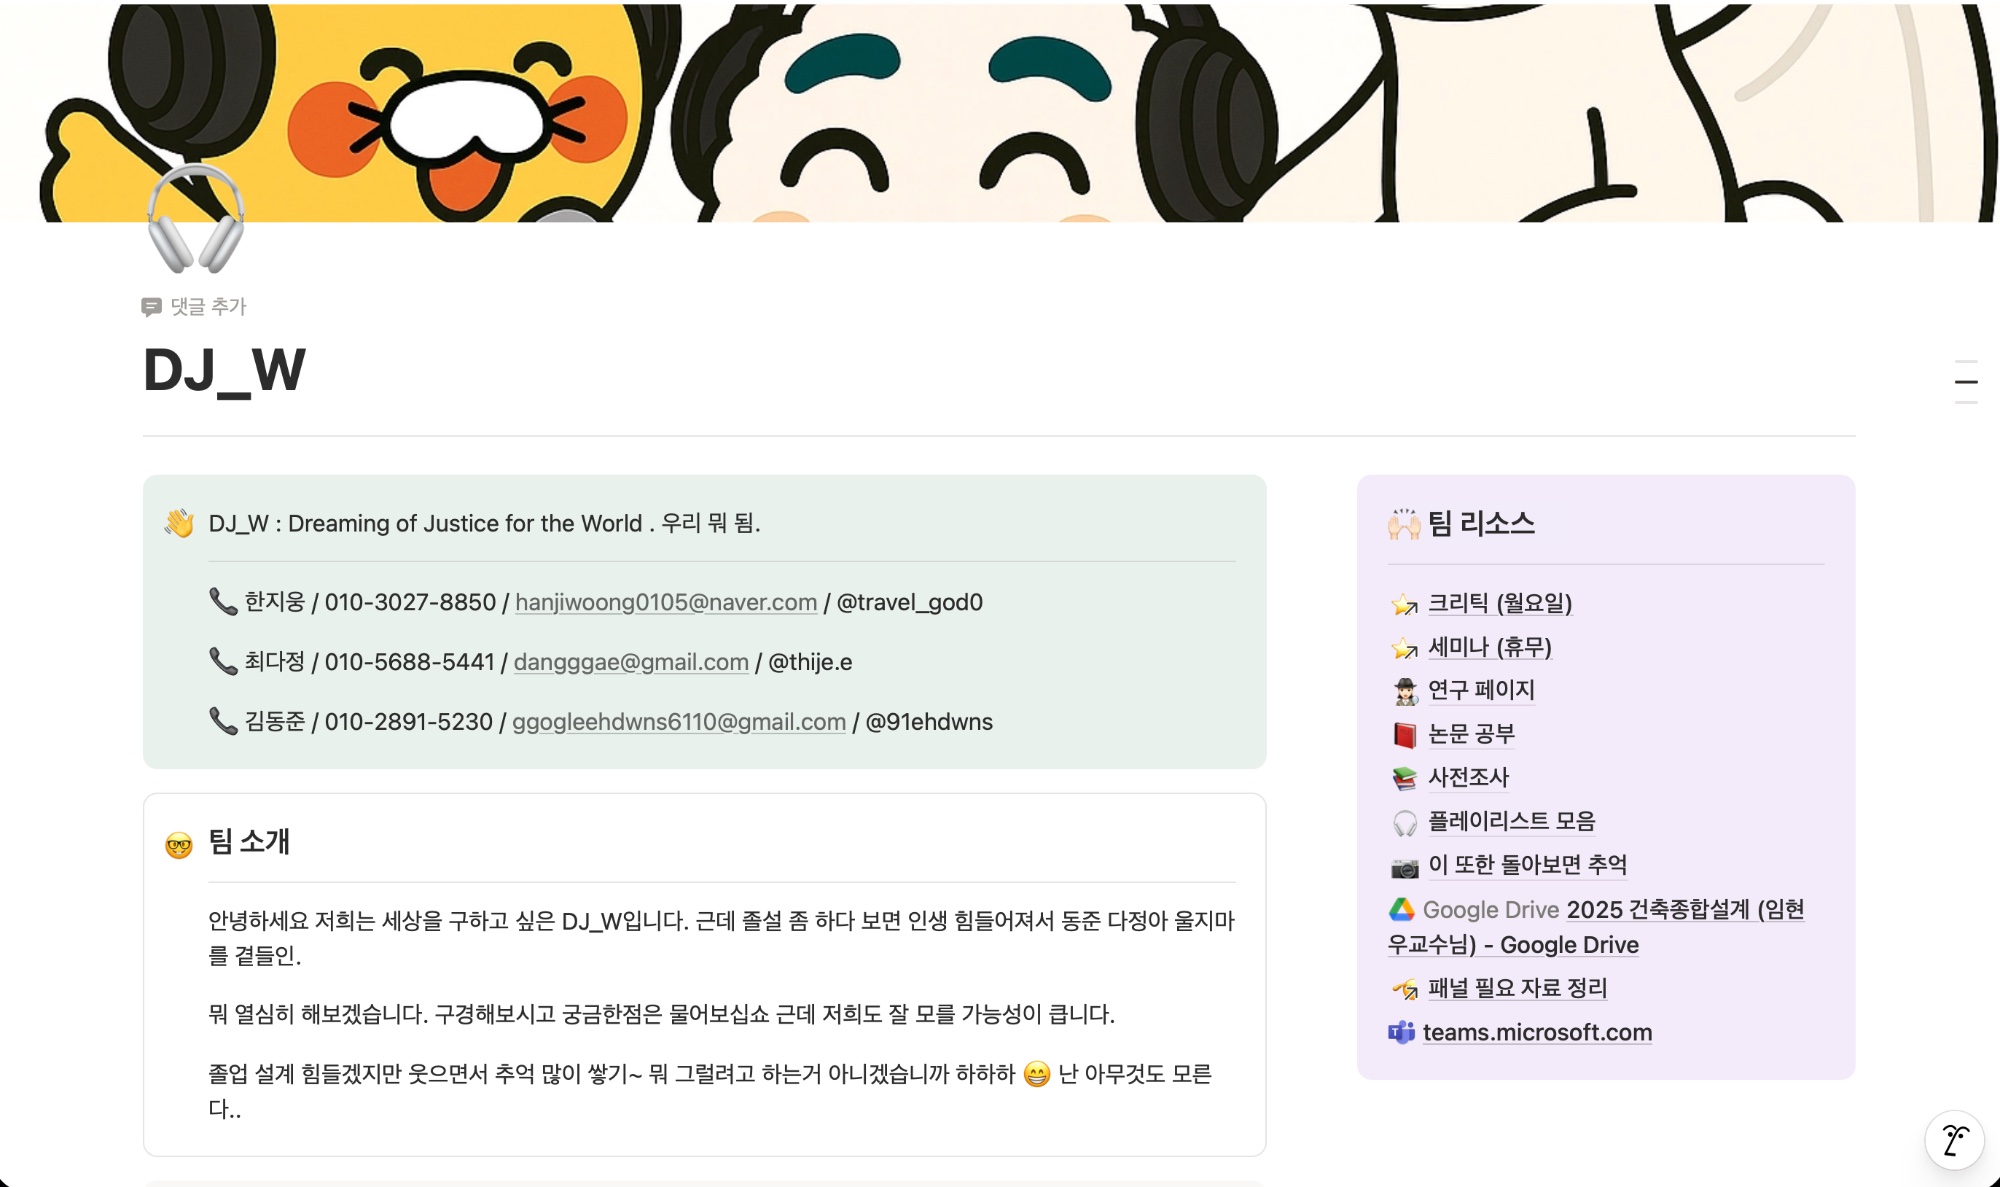 댓글 추가
DJ_W
DJ_W : Dreaming of Justice for the World . 우리 뭐 됨.
한지웅 / 010-3027-8850 / hanjiwoong0105@naver.com / @travel_god0
최다정 / 010-5688-5441 / dangggae@gmail.com / @thije.e
김동준 / 010-2891-5230 / ggogleehdwns6110@gmail.com / @91ehdwns
팀 소개
안녕하세요 저희는 세상을 구하고 싶은 DJ_W입니다. 근데 졸설 좀 하다 보면 인생 힘들어져서 동준 다정아 울지마
를 곁들인.
뭐 열심히 해보겠습니다. 구경해보시고 궁금한점은 물어보십쇼 근데 저희도 잘 모를 가능성이 큽니다.
졸업 설계 힘들겠지만 웃으면서 추억 많이 쌓기~ 뭐 그럴려고 하는거 아니겠습니까 하하하 😁 난 아무것도 모른
다..
팀 리소스
크리틱 (월요일)
세미나 (휴무)
연구 페이지
논문 공부
사전조사
플레이리스트 모음
이 또한 돌아보면 추억
Google Drive 2025 건축종합설계 (임현
우교수님) - Google Drive
패널 필요 자료 정리
teams.microsoft.com